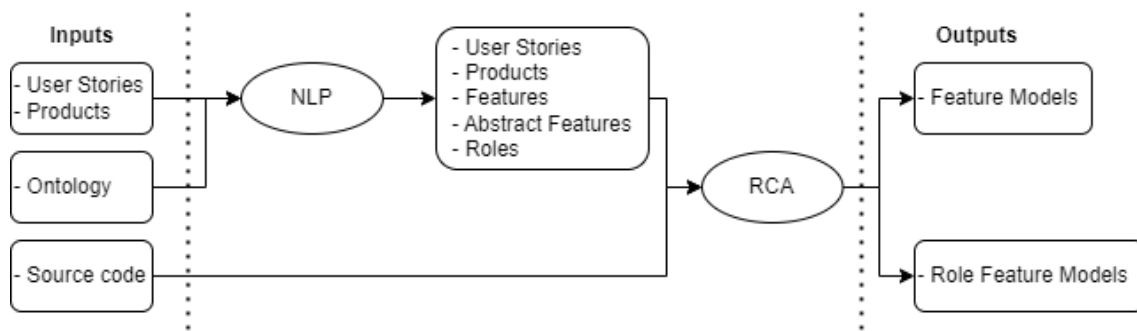 Inputs
- User Stories
- Products
- Ontology
- Source code
NLP
- User Stories
- Products
- Features
- Abstract Features
- Roles
RCA
Outputs
- Feature Models
- Role Feature Models